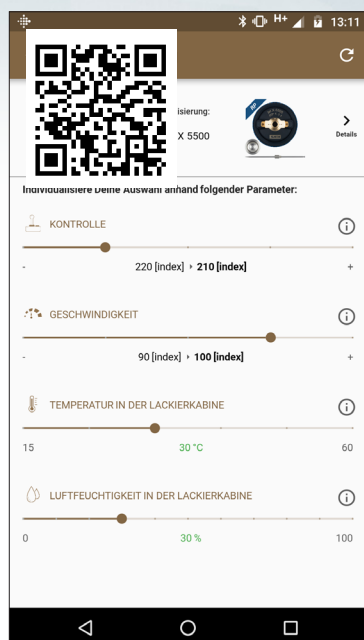 H+ 13:11
isierung:
X 5500
RP
Details
Individualisiere Deine Auswahl anhand folgender Parameter:
KONTROLLE
- 220 [index] ‣ 210 [index] +
GESCHWINDIGKEIT
- 90 [index] ‣ 100 [index] +
TEMPERATUR IN DER LACKIERKABINE
15 30 °C 60
LUFTFEUCHTIGKEIT IN DER LACKIERKABINE
0 30 % 100